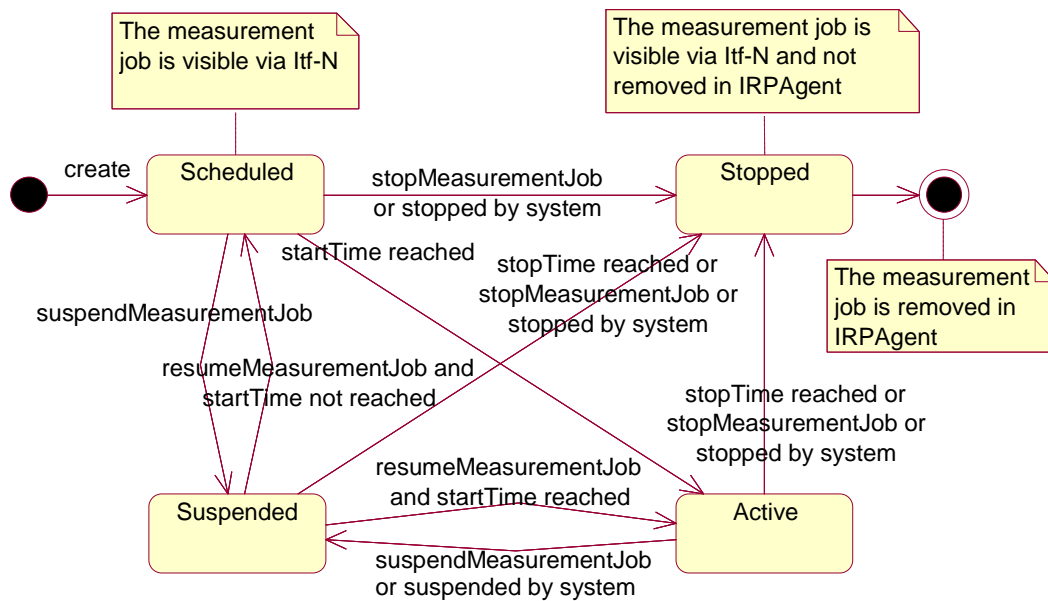 The measurement
job is visible via Itf-N
The measurement job is
visible via Itf-N and not
removed in IRPAgent
create
Scheduled
stopMeasurementJob
or stopped by system
Stopped
startTime reached
stopTime reached or
stopMeasurementJob or
stopped by system
The measurement
job is removed in
IRPAgent
suspendMeasurementJob
resumeMeasurementJob and
startTime not reached
stopTime reached or
stopMeasurementJob or
stopped by system
resumeMeasurementJob
and startTime reached
Suspended
Active
suspendMeasurementJob
or suspended by system